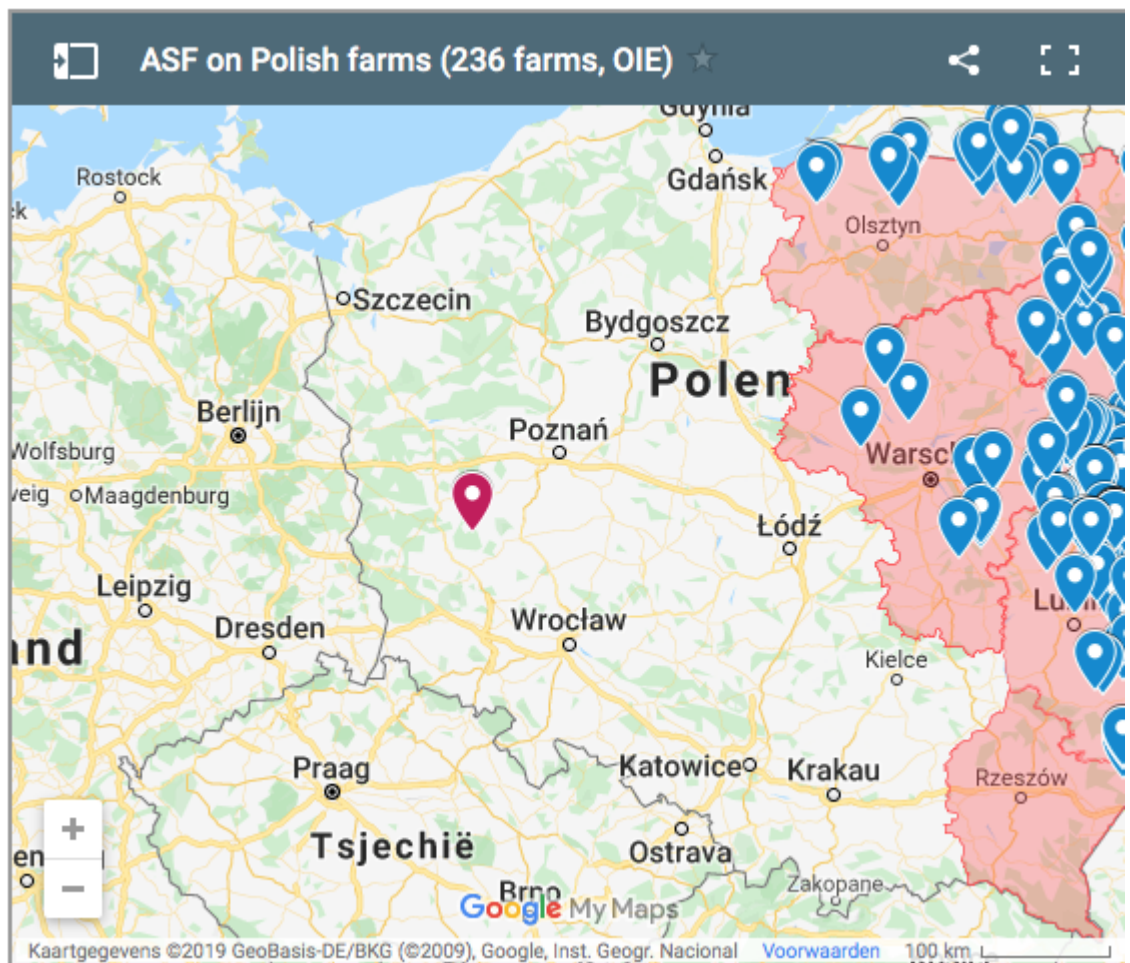 ASF on Polish farms (236 farms, OIE)
Gdynia
Gdańsk
Rostock
Olsztyn
Szczecin
Bydgoszcz
Polen
Berlijn
Poznań
Wolfsburg
Warsc
Maagdenburg
Łódź
Leipzig
Wrocław
Dresden
Kielce
Praag
Katowice
Krakau
Rzeszów
Tsjechië
Ostrava
Zakopane
Brno
Google My Maps
Kaartgegevens ©2019 GeoBasis-DE/BKG (©2009), Google, Inst. Geogr. Nacional Voorwaarden 100 km